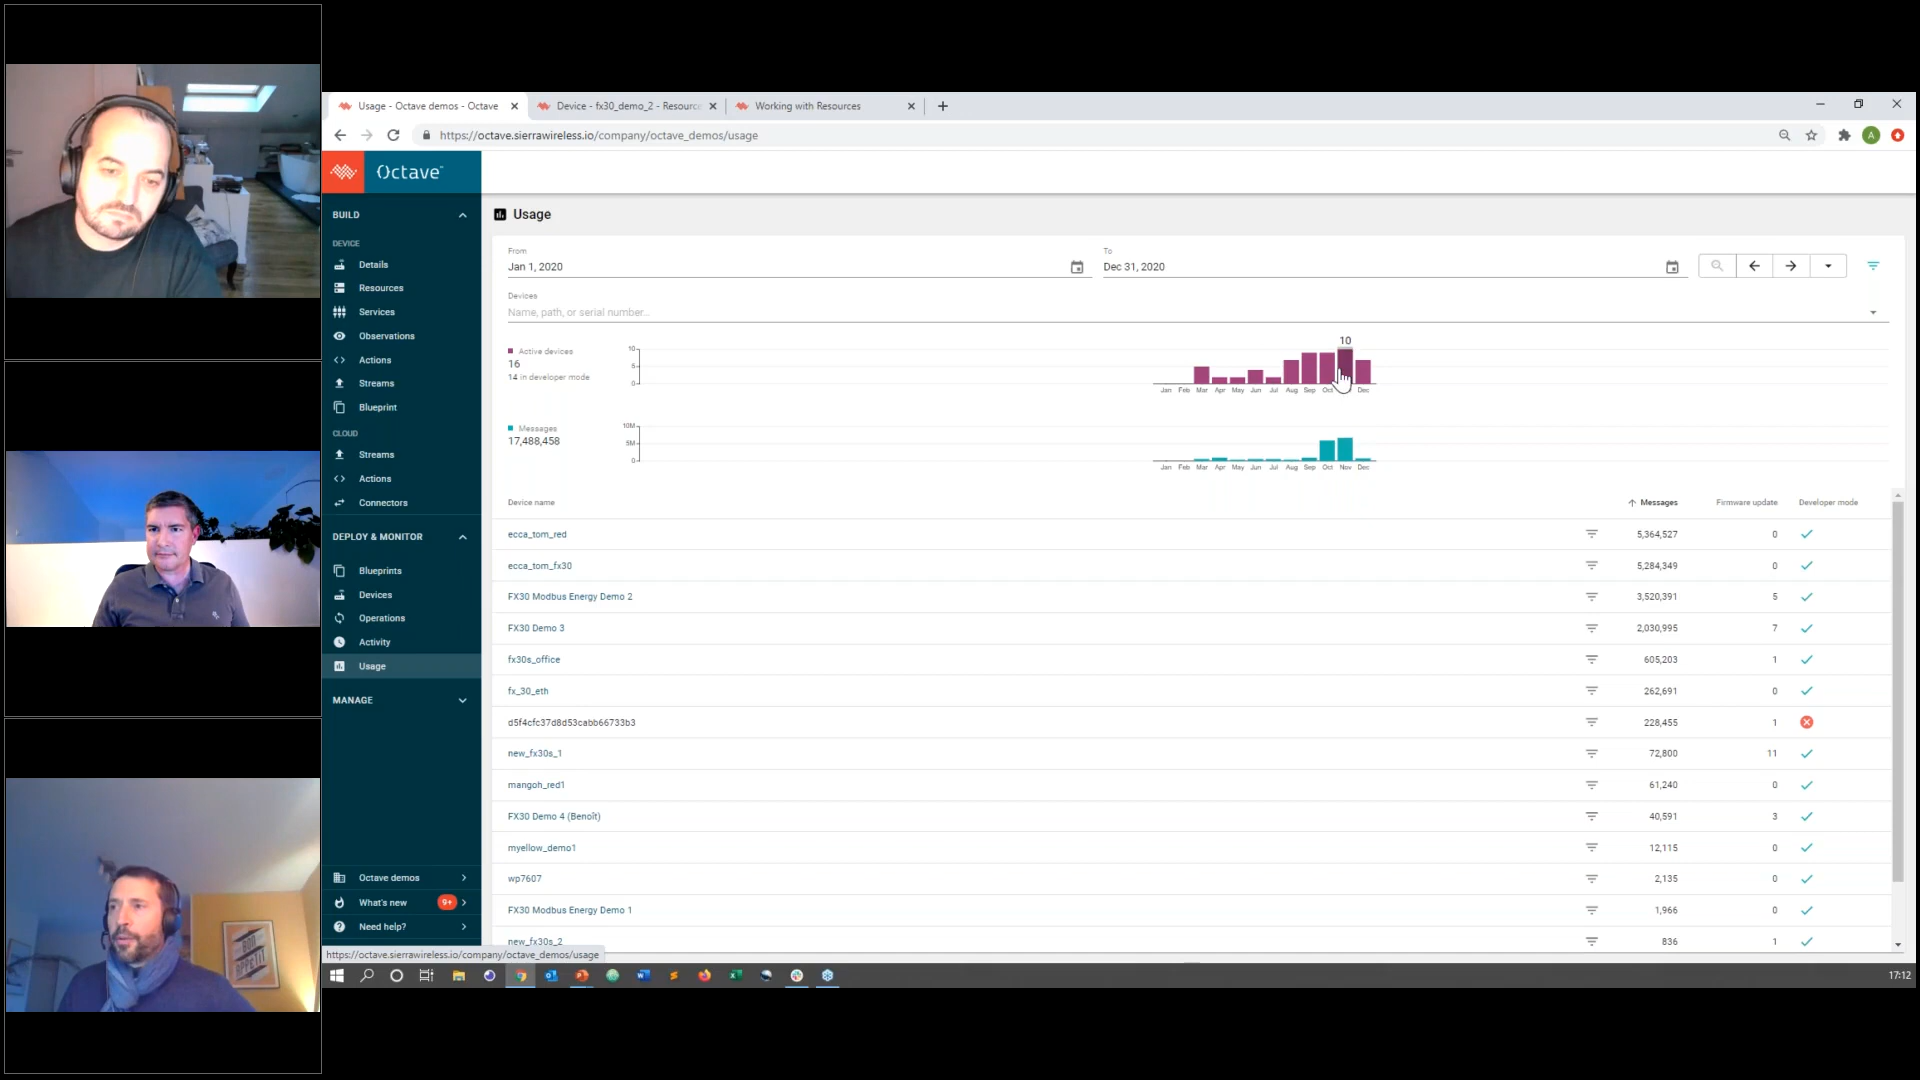 Usage - Octave demos - Octave
Device - fx30_demo_2 - Resource
Working with Resources
https://octave.sierrawireless.io/company/octave_demos/usage
A
Octave
BUILD
DEVICE
Details
Resources
Services
Observations
Actions
Streams
Blueprint
CLOUD
Streams
Actions
Connectors
DEPLOY & MONITOR
Blueprints
Devices
Operations
Activity
Usage
MANAGE
Octave demos
What's new 9+
Need help?
Usage
From
Jan 1, 2020
To
Dec 31, 2020
Devices
Name, path, or serial number...
Active devices
16
14 in developer mode
10
5
0
10
Jan Feb Mar Apr May Jun Jul Aug Sep Oct Dec
Messages
17,488,458
10M
5M
0
Jan Feb Mar Apr May Jun Jul Aug Sep Oct Nov Dec
Device name Messages Firmware update Developer mode
ecca_tom_red 5,364,527 0
ecca_tom_fx30 5,284,349 0
FX30 Modbus Energy Demo 2 3,520,391 5
FX30 Demo 3 2,030,995 7
fx30s_office 605,203 1
fx_30_eth 262,691 0
d5f4cfc37d8d53cabb66733b3 228,455 1
new_fx30s_1 72,800 11
mangoh_red1 61,240 0
FX30 Demo 4 (Benoît) 40,591 3
myellow_demo1 12,115 0
wp7607 2,135 0
FX30 Modbus Energy Demo 1 1,966 0
new_fx30s_2 836 1
https://octave.sierrawireless.io/company/octave_demos/usage
17:12
BON
APPETIT